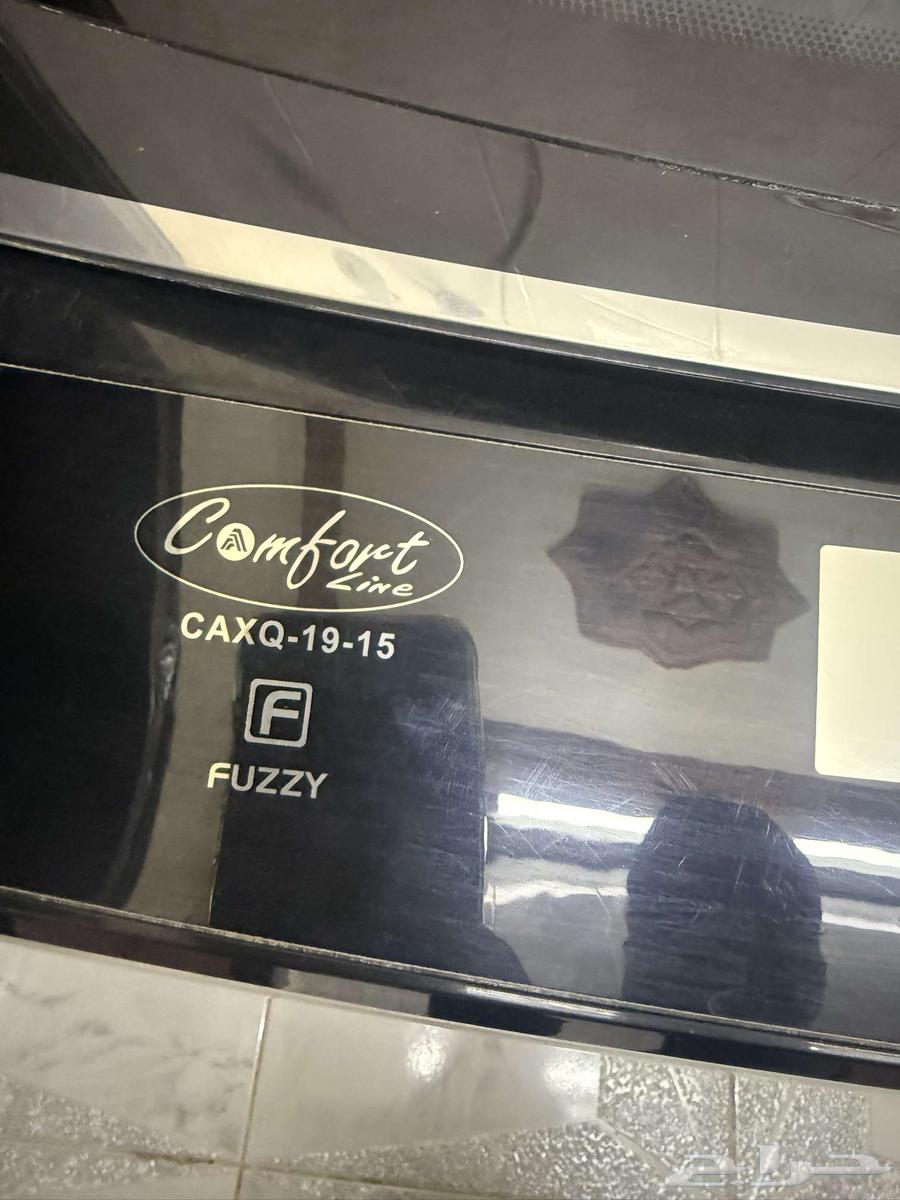 Comfort
Line
CAXQ-19-15
F
FUZZY
حراج